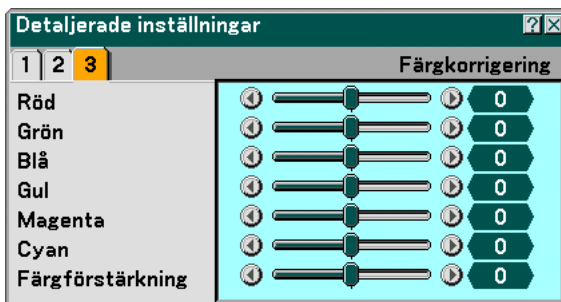 Detaljerade inställningar ? ×
1 2 3 Färgkorrigering
Röd 0
Grön 0
Blå 0
Gul 0
Magenta 0
Cyan 0
Färgförstärkning 0